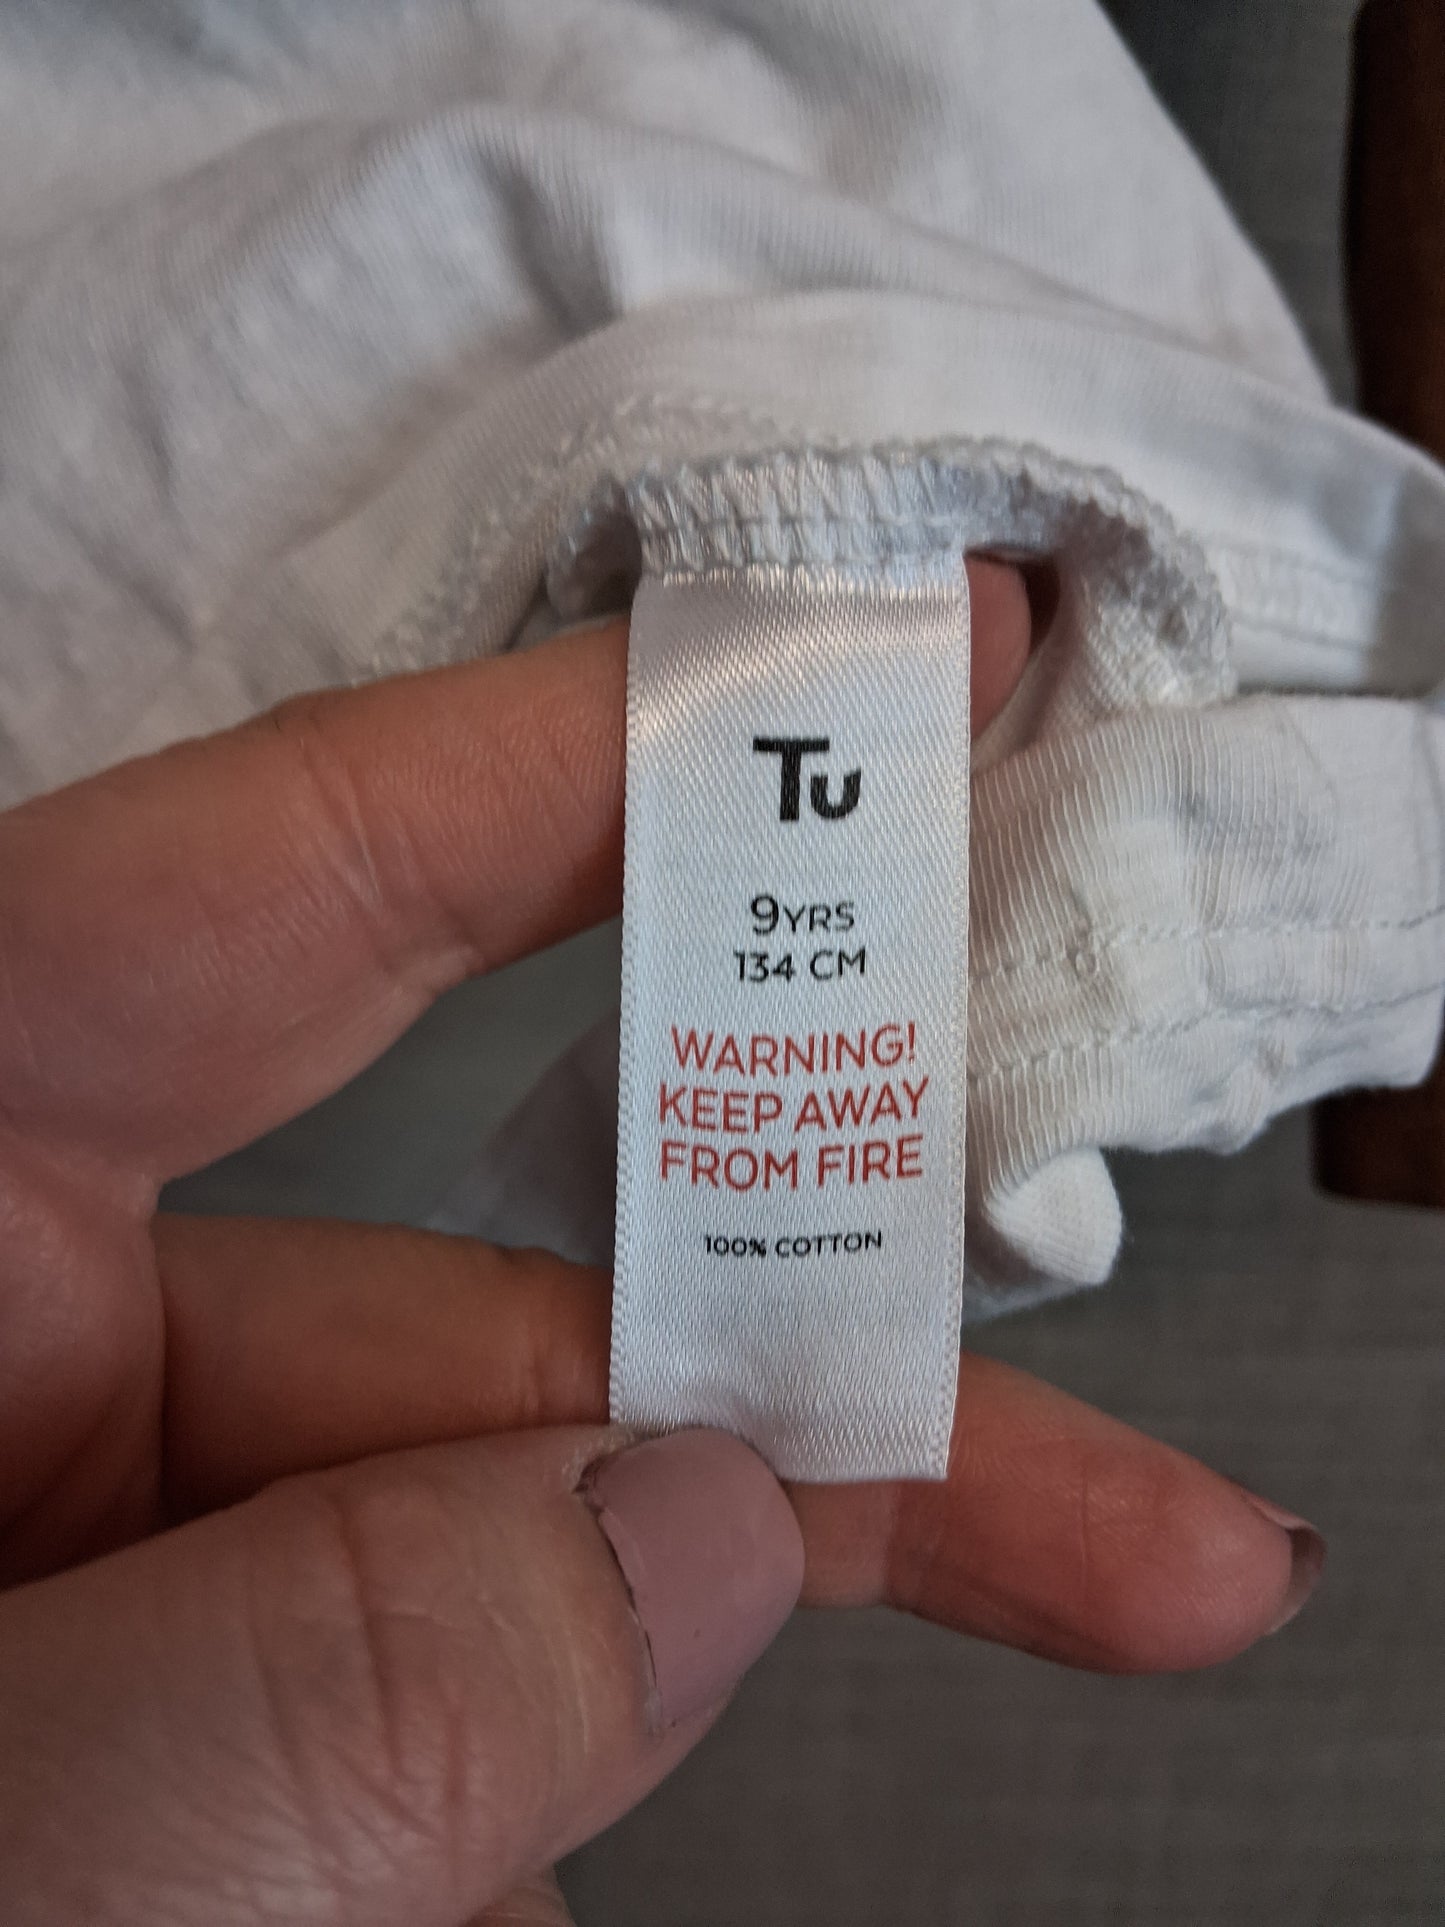 Tu
9YRS
134 CM
WARNING!
KEEP AWAY
FROM FIRE
100% COTTON